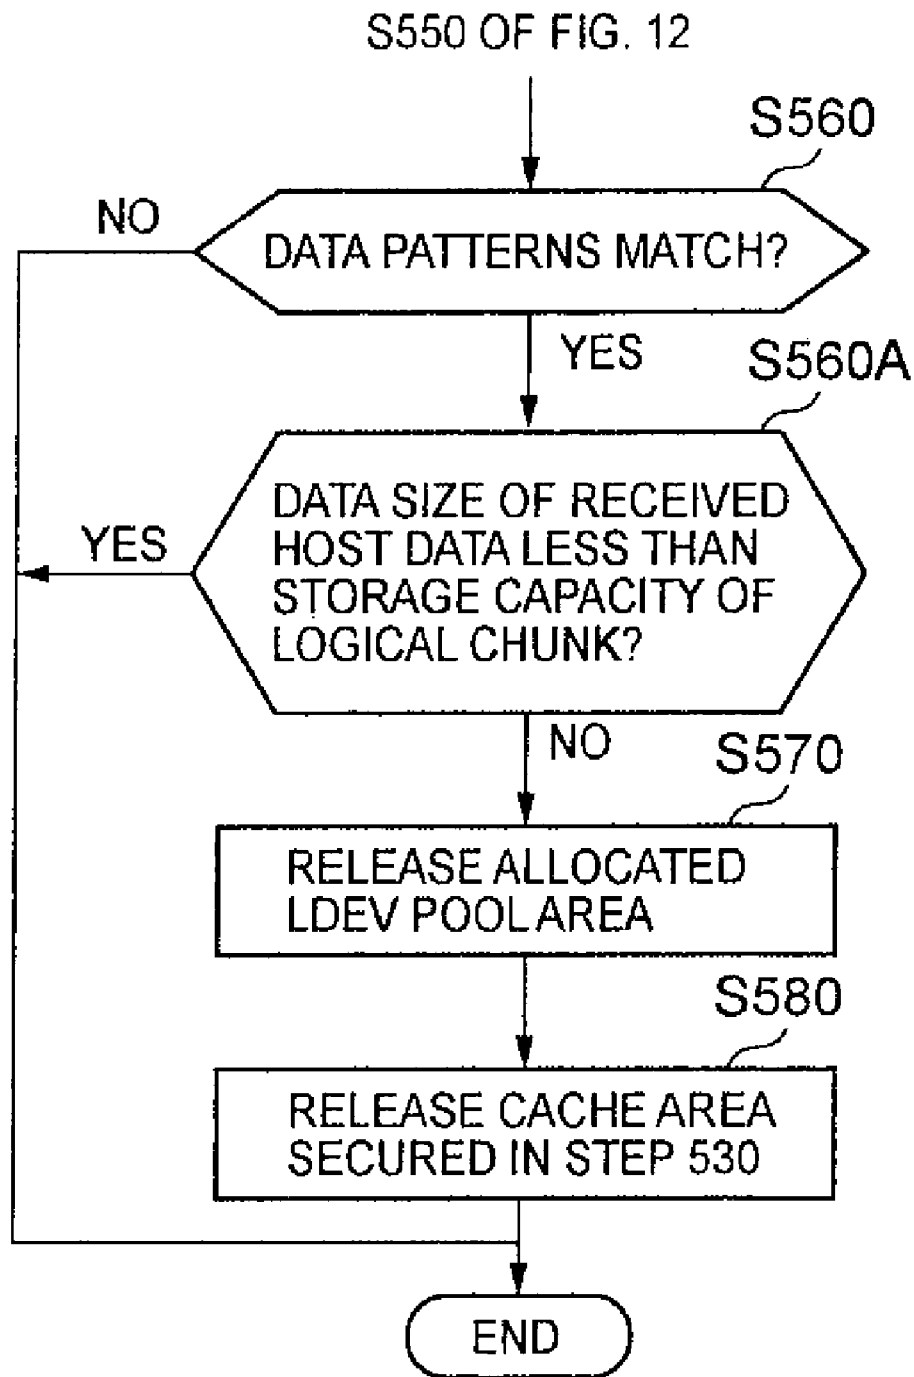 S550 OF FIG. 12
S560
NO
DATA PATTERNS MATCH?
YES
S560A
DATA SIZE OF RECEIVED
HOST DATA LESS THAN
STORAGE CAPACITY OF
LOGICAL CHUNK?
YES
NO
S570
RELEASE ALLOCATED
LDEV POOL AREA
S580
RELEASE CACHE AREA
SECURED IN STEP 530
END